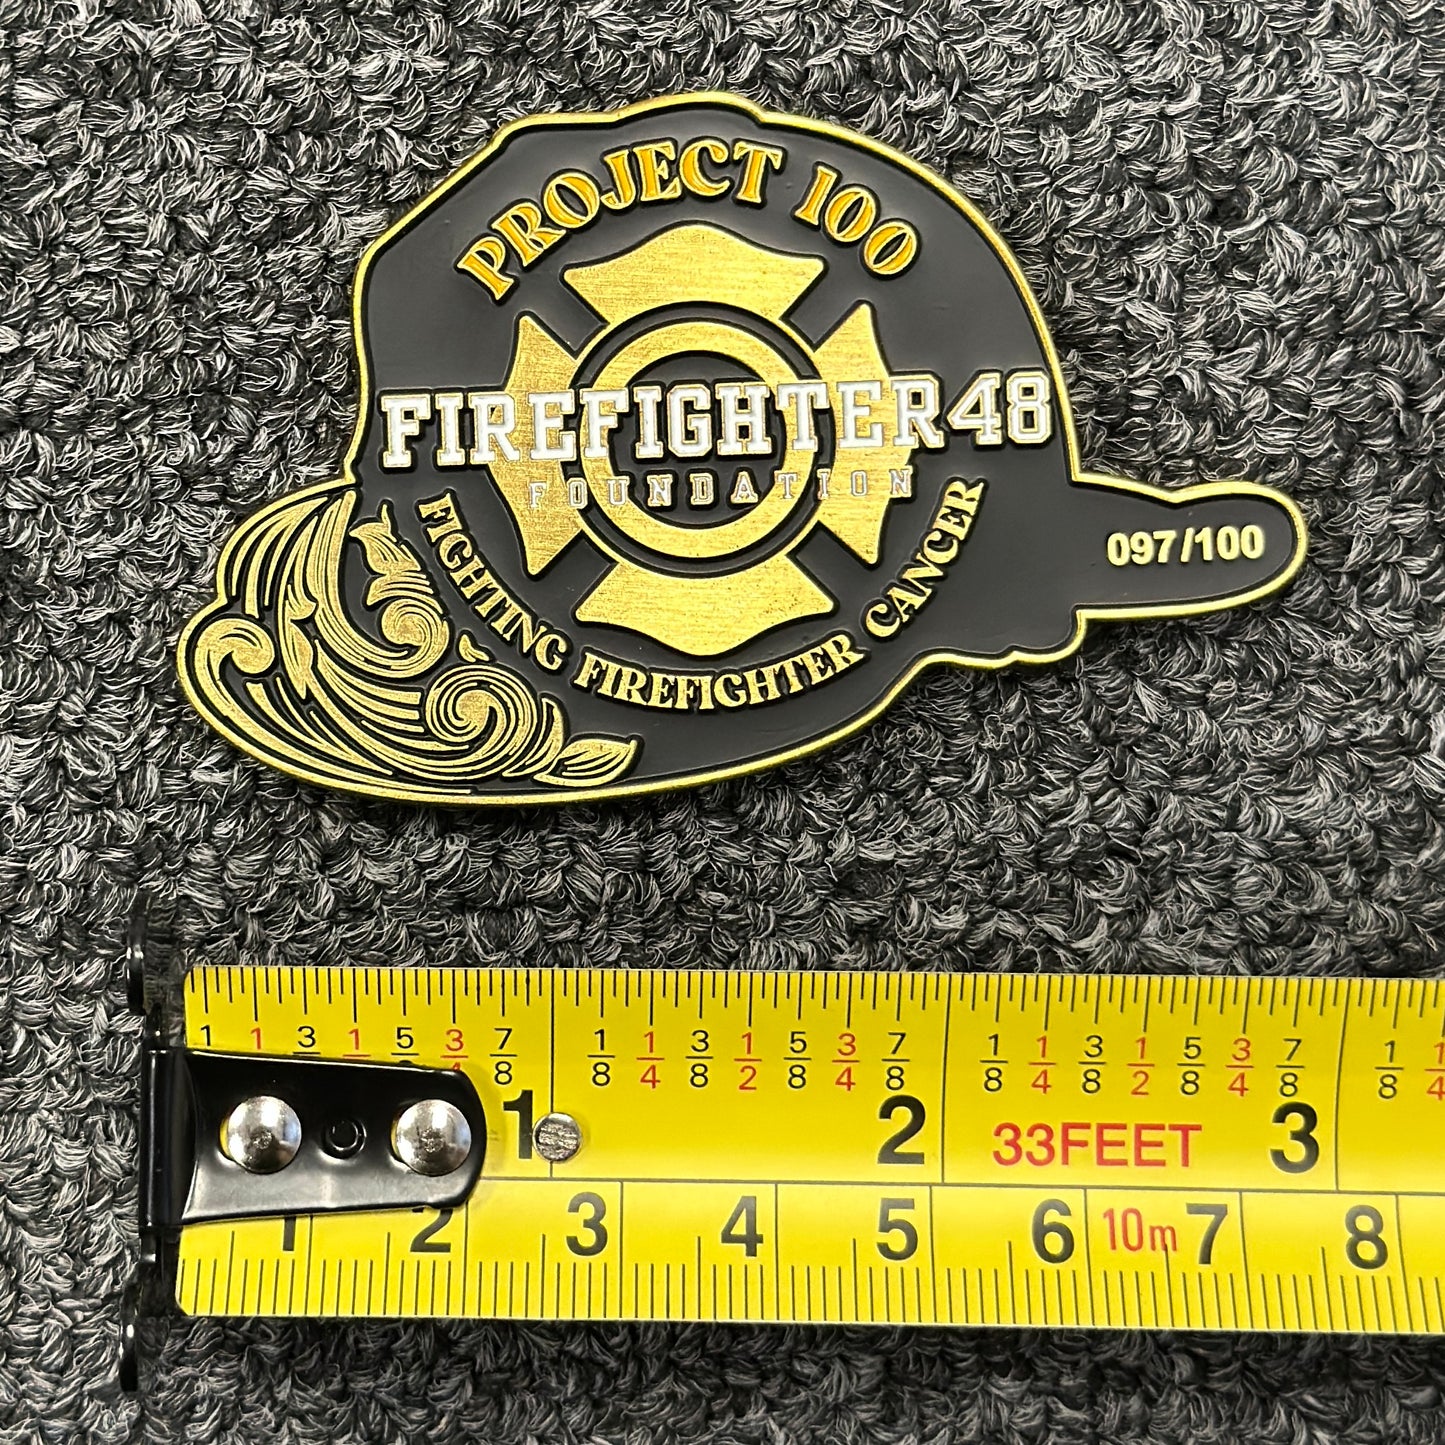 PROJECT 100
FIREFIGHTER48
FOUNDATION
FIGHTING FIREFIGHTER CANCER
097/100
1 1 3 1 5 3 7 1 1 3 1 5 3 7 1 1 3 1 5 3 7 1 1
8 8 4 8 2 8 4 8 8 4 8 2 8 4 8 8 4
1 2 33FEET 3
1 2 3 4 5 6 10m 7 8